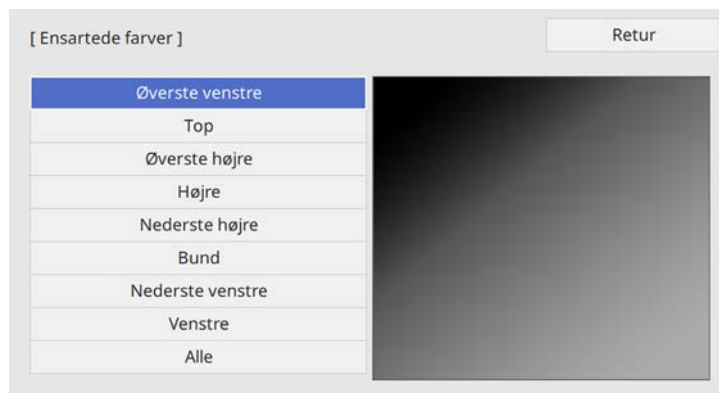 [ Ensartede farver ]
Retur
Øverste venstre
Top
Øverste højre
Højre
Nederste højre
Bund
Nederste venstre
Venstre
Alle